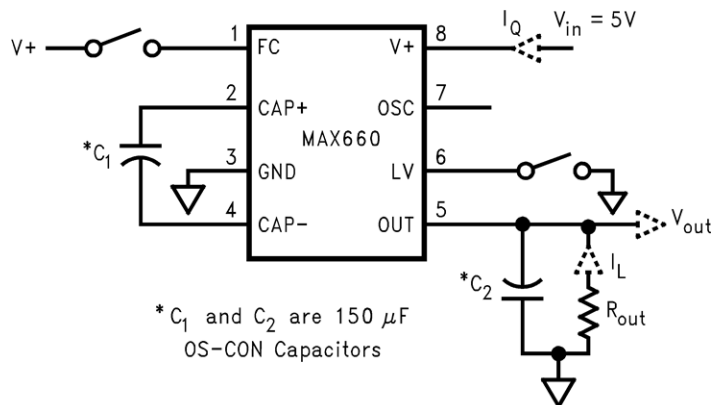 I_Q V_in = 5V
V+ 1 FC V+ 8
2 CAP+ OSC 7
*C_1 MAX660
3 GND LV 6
4 CAP- OUT 5
V_out
*C_2 I_L
R_out
*C_1 and C_2 are 150 μF
OS-CON Capacitors